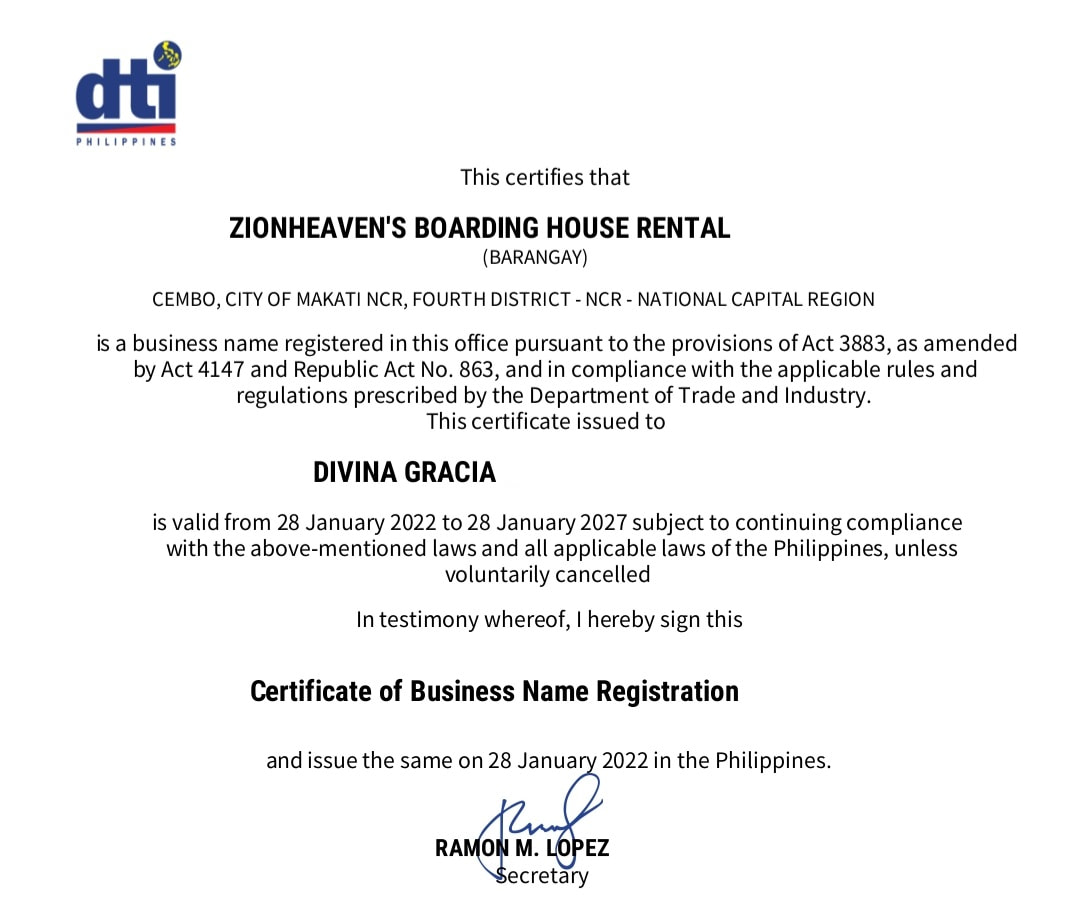 dti
PHILIPPINES
This certifies that
ZIONHEAVEN'S BOARDING HOUSE RENTAL
(BARANGAY)
CEMBO, CITY OF MAKATI NCR, FOURTH DISTRICT - NCR - NATIONAL CAPITAL REGION
is a business name registered in this office pursuant to the provisions of Act 3883, as amended
by Act 4147 and Republic Act No. 863, and in compliance with the applicable rules and
regulations prescribed by the Department of Trade and Industry.
This certificate issued to
DIVINA GRACIA
is valid from 28 January 2022 to 28 January 2027 subject to continuing compliance
with the above-mentioned laws and all applicable laws of the Philippines, unless
voluntarily cancelled
In testimony whereof, I hereby sign this
Certificate of Business Name Registration
and issue the same on 28 January 2022 in the Philippines.
RAMON M. LOPEZ
Secretary